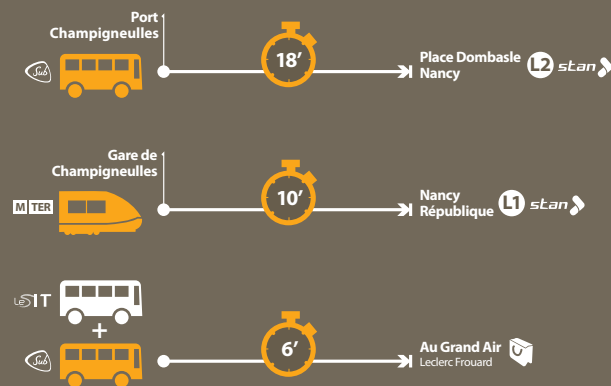 Port
Champigneulles
Sub
18'
Place Dombasle
Nancy
L2 stan
Gare de
Champigneulles
M TER
10'
Nancy
République
L1 stan
LeS IT
+
Sub
6'
Au Grand Air
Leclerc Frouard